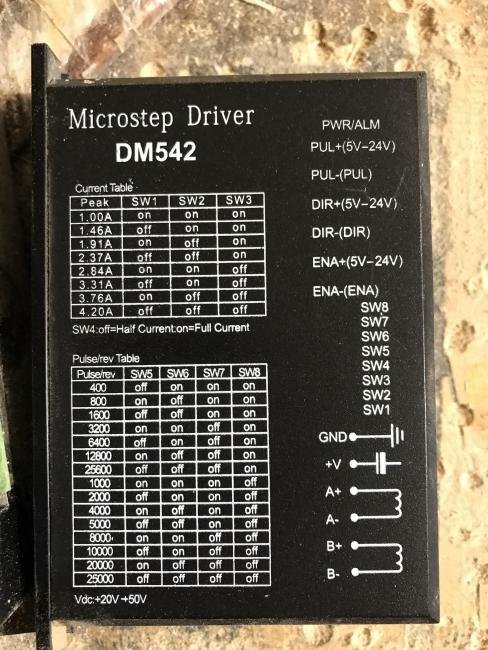 Microstep Driver
DM542
Current Table
Peak SW1 SW2 SW3
1.00A on on on
1.46A off on on
1.91A on off on
2.37A off off on
2.84A on on off
3.31A off on off
3.76A on off off
4.20A off off off
SW4:off=Half Current:on=Full Current
Pulse/rev Table
Pulse/rev SW5 SW6 SW7 SW8
400 off on on on
800 on off on on
1600 off off on on
3200 on on off on
6400 off on off on
12800 on off off on
25600 off off off on
1000 on on on off
2000 off on on off
4000 on off on off
5000 off off on off
8000 on on off off
10000 off on off off
20000 on off off off
25000 off off off off
Vdc:+20V→+50V
PWR/ALM
PUL+(5V–24V)
PUL-(PUL)
DIR+(5V–24V)
DIR-(DIR)
ENA+(5V–24V)
ENA-(ENA)
SW8
SW7
SW6
SW5
SW4
SW3
SW2
SW1
GND
+V
A+
A-
B+
B-